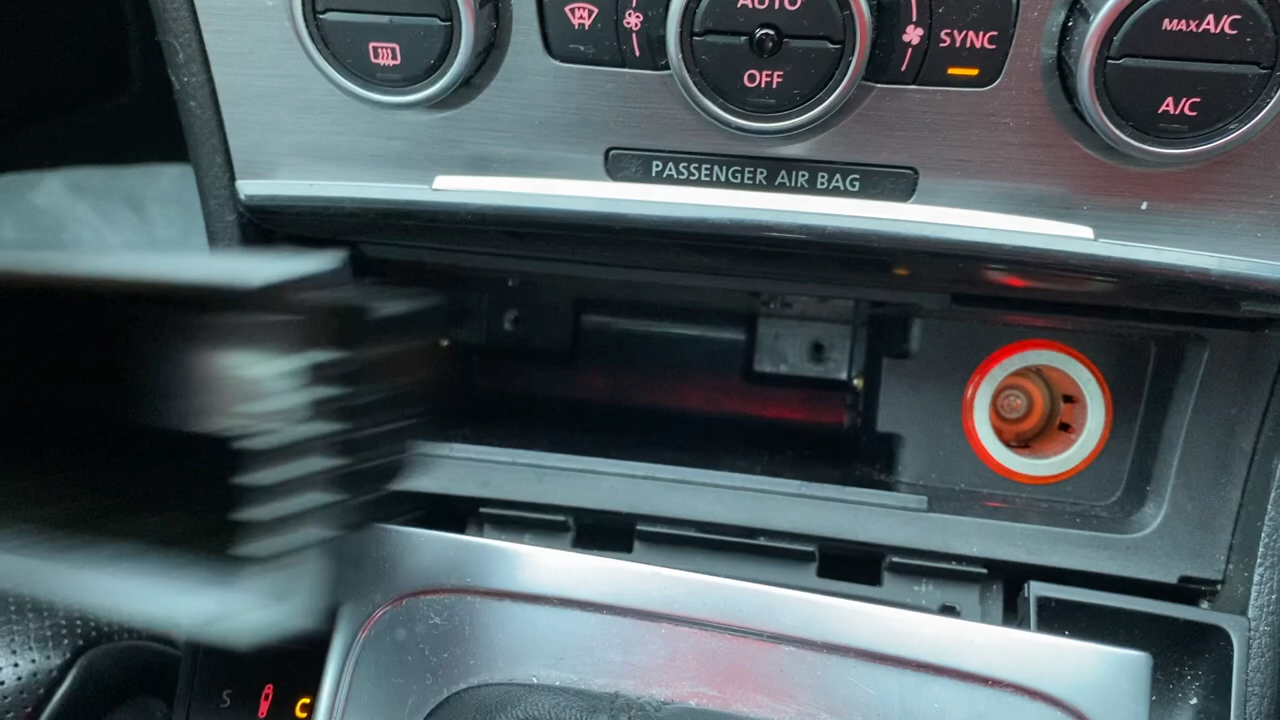 AUTO
OFF
SYNC
MAX A/C
A/C
PASSENGER AIR BAG
S
C